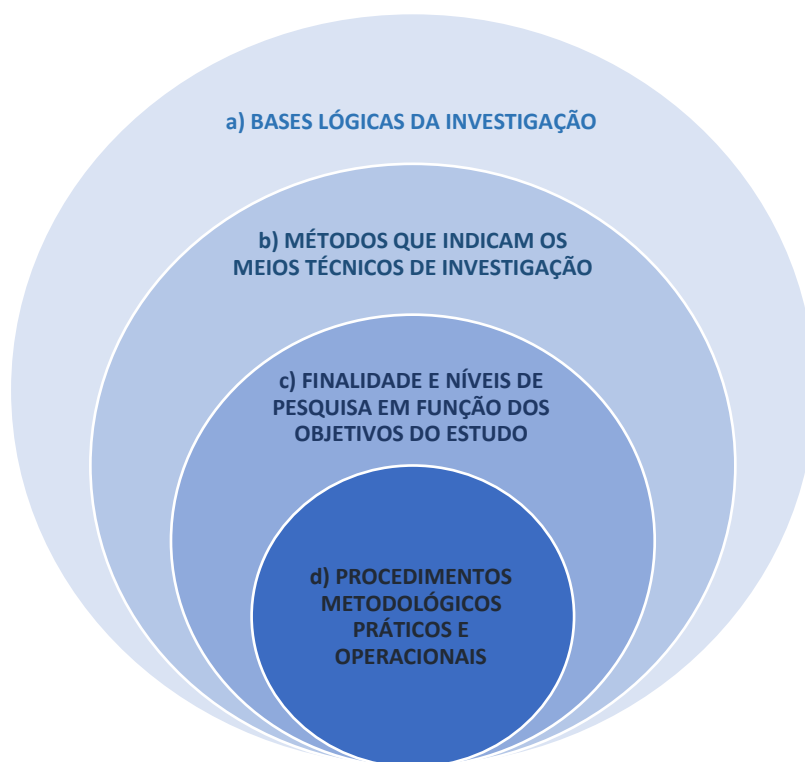 a) BASES LÓGICAS DA INVESTIGAÇÃO
b) MÉTODOS QUE INDICAM OS
MEIOS TÉCNICOS DE INVESTIGAÇÃO
c) FINALIDADE E NÍVEIS DE
PESQUISA EM FUNÇÃO DOS
OBJETIVOS DO ESTUDO
d) PROCEDIMENTOS
METODOLÓGICOS
PRÁTICOS E
OPERACIONAIS